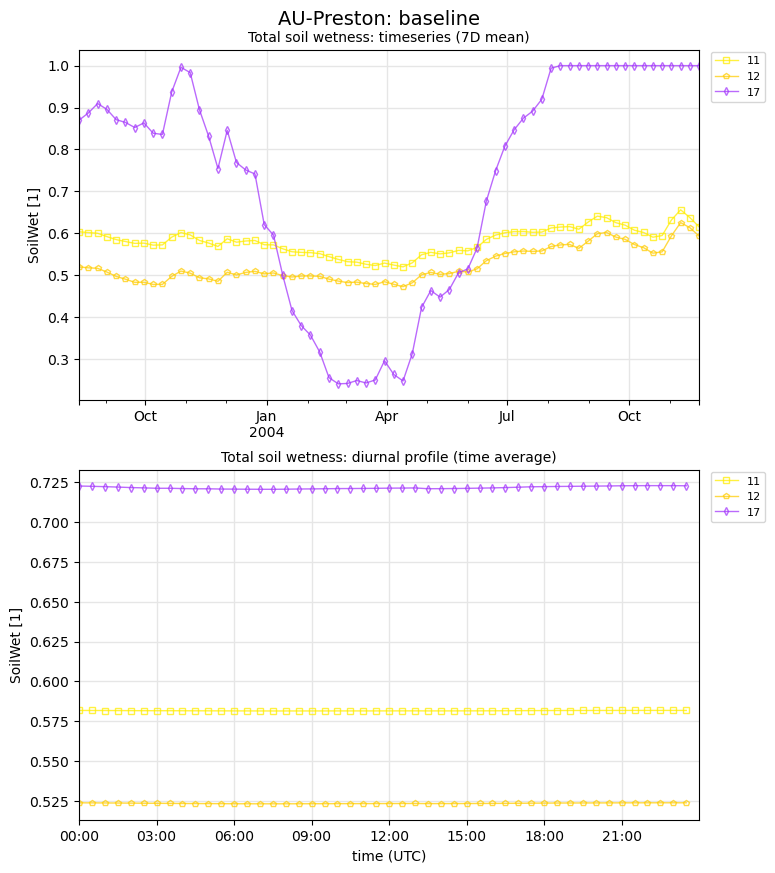 AU-Preston: baseline
Total soil wetness: timeseries (7D mean)
11
12
17
1.0
0.9
0.8
0.7
0.6
0.5
0.4
0.3
SoilWet [1]
Oct
Jan
2004
Apr
Jul
Oct
Total soil wetness: diurnal profile (time average)
11
12
17
0.725
0.700
0.675
0.650
0.625
0.600
0.575
0.550
0.525
SoilWet [1]
00:00
03:00
06:00
09:00
12:00
15:00
18:00
21:00
time (UTC)